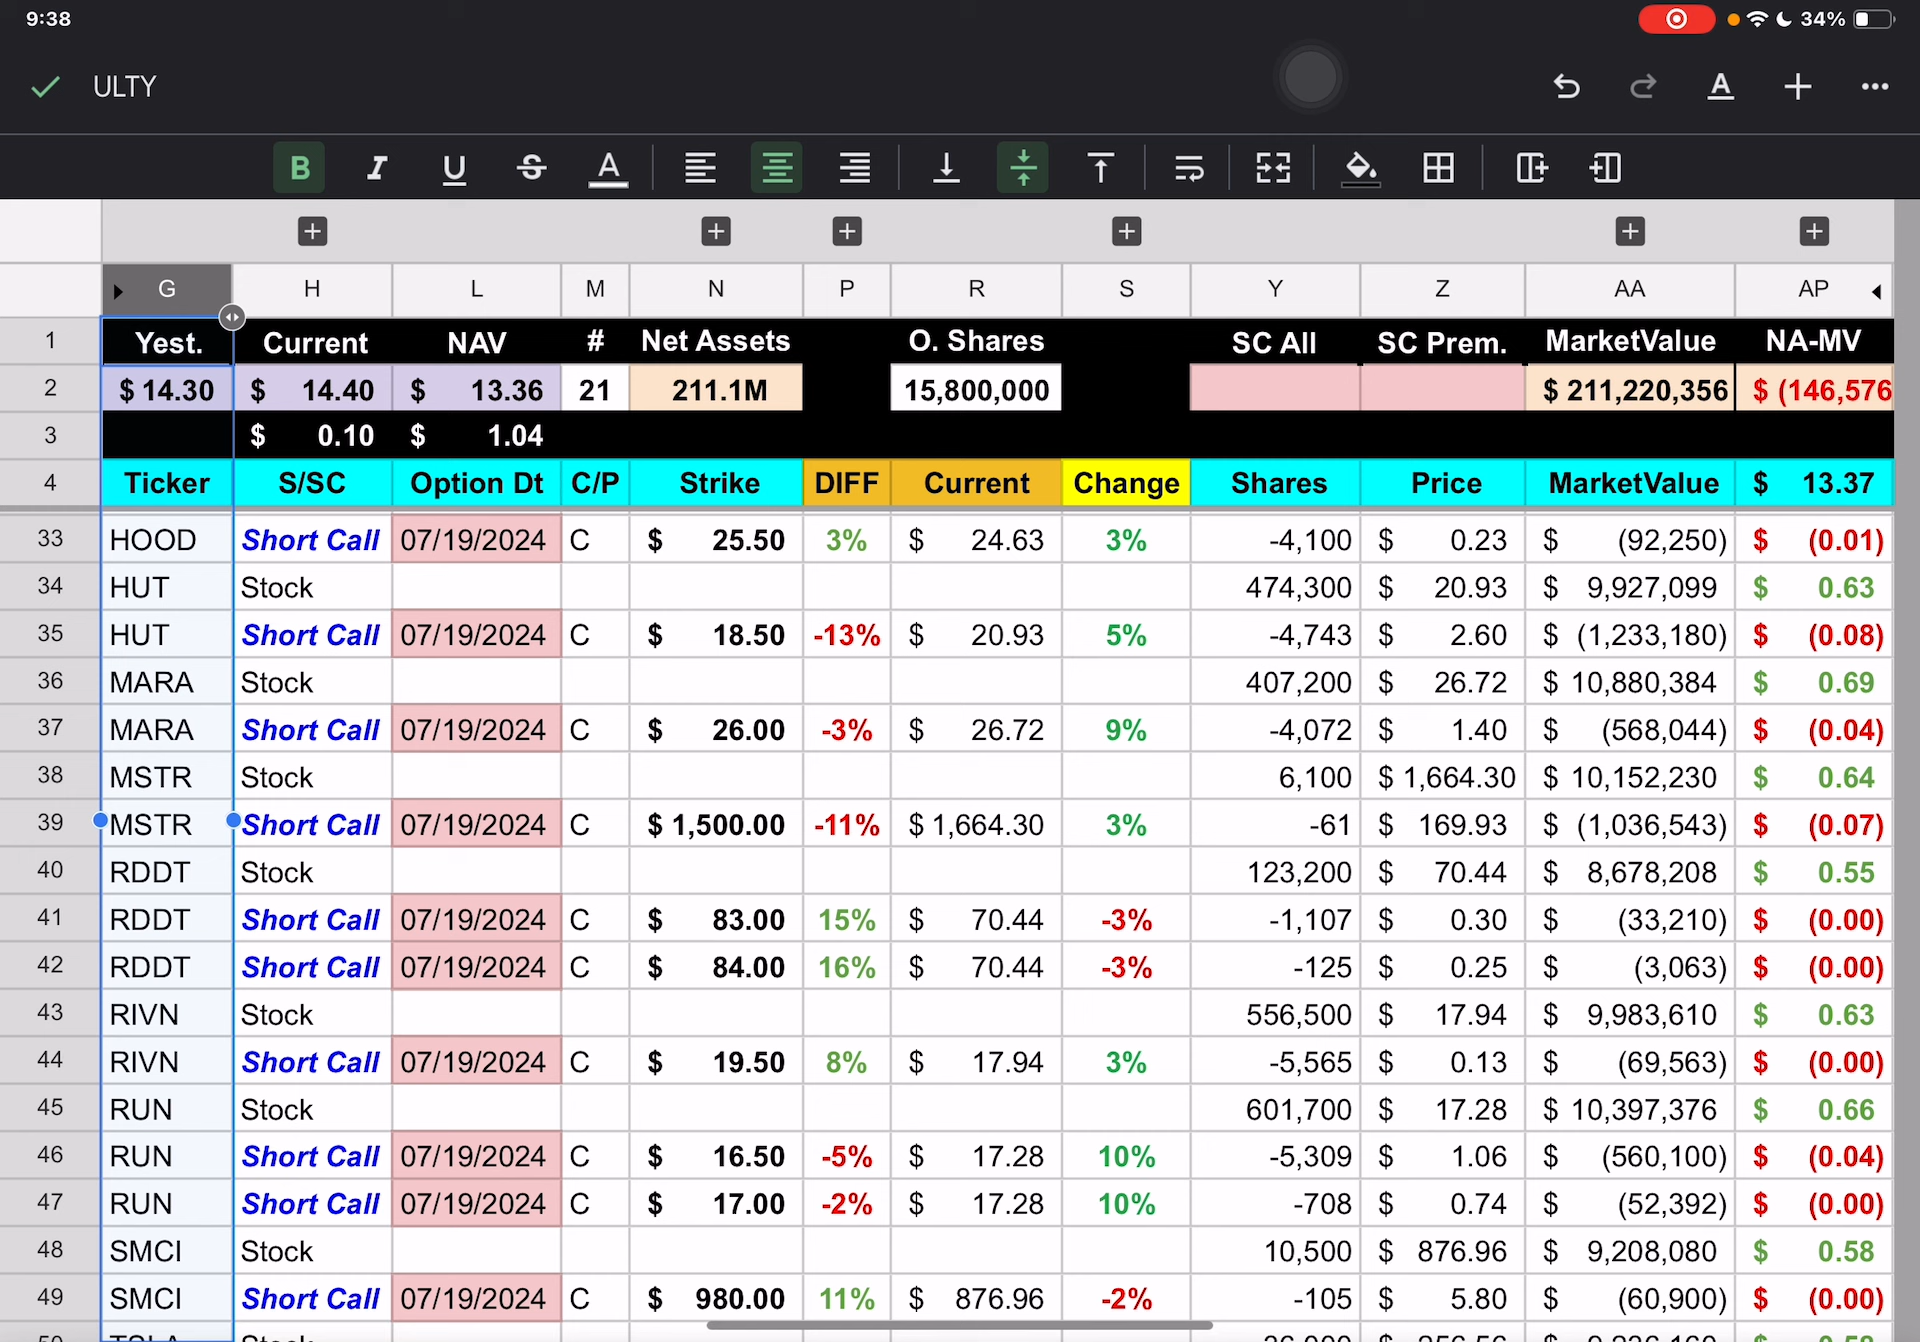 9:38 34%
ULTY
B I U S A
G H L M N P R S Y Z AA AP
1 Yest. Current NAV # Net Assets O. Shares SC All SC Prem. MarketValue NA-MV
2 $ 14.30 $ 14.40 $ 13.36 21 211.1M 15,800,000 $ 211,220,356 $ (146,576
3 $ 0.10 $ 1.04
4 Ticker S/SC Option Dt C/P Strike DIFF Current Change Shares Price MarketValue $ 13.37
33 HOOD Short Call 07/19/2024 C $ 25.50 3% $ 24.63 3% -4,100 $ 0.23 $ (92,250) $ (0.01)
34 HUT Stock 474,300 $ 20.93 $ 9,927,099 $ 0.63
35 HUT Short Call 07/19/2024 C $ 18.50 -13% $ 20.93 5% -4,743 $ 2.60 $ (1,233,180) $ (0.08)
36 MARA Stock 407,200 $ 26.72 $ 10,880,384 $ 0.69
37 MARA Short Call 07/19/2024 C $ 26.00 -3% $ 26.72 9% -4,072 $ 1.40 $ (568,044) $ (0.04)
38 MSTR Stock 6,100 $ 1,664.30 $ 10,152,230 $ 0.64
39 MSTR Short Call 07/19/2024 C $ 1,500.00 -11% $ 1,664.30 3% -61 $ 169.93 $ (1,036,543) $ (0.07)
40 RDDT Stock 123,200 $ 70.44 $ 8,678,208 $ 0.55
41 RDDT Short Call 07/19/2024 C $ 83.00 15% $ 70.44 -3% -1,107 $ 0.30 $ (33,210) $ (0.00)
42 RDDT Short Call 07/19/2024 C $ 84.00 16% $ 70.44 -3% -125 $ 0.25 $ (3,063) $ (0.00)
43 RIVN Stock 556,500 $ 17.94 $ 9,983,610 $ 0.63
44 RIVN Short Call 07/19/2024 C $ 19.50 8% $ 17.94 3% -5,565 $ 0.13 $ (69,563) $ (0.00)
45 RUN Stock 601,700 $ 17.28 $ 10,397,376 $ 0.66
46 RUN Short Call 07/19/2024 C $ 16.50 -5% $ 17.28 10% -5,309 $ 1.06 $ (560,100) $ (0.04)
47 RUN Short Call 07/19/2024 C $ 17.00 -2% $ 17.28 10% -708 $ 0.74 $ (52,392) $ (0.00)
48 SMCI Stock 10,500 $ 876.96 $ 9,208,080 $ 0.58
49 SMCI Short Call 07/19/2024 C $ 980.00 11% $ 876.96 -2% -105 $ 5.80 $ (60,900) $ (0.00)